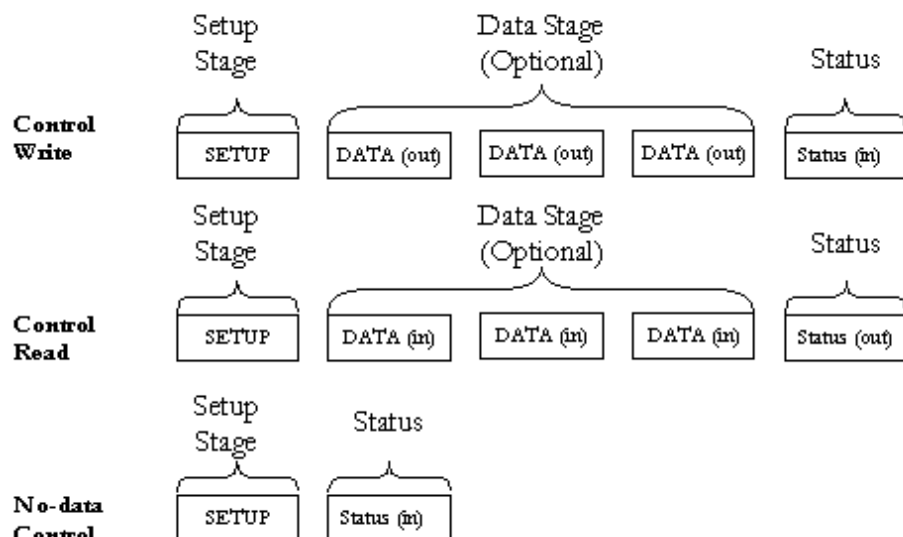 Setup
Stage
Data Stage
(Optional)
Status
Control
Write
SETUP
DATA (out)
DATA (out)
DATA (out)
Status (in)
Setup
Stage
Data Stage
(Optional)
Status
Control
Read
SETUP
DATA (in)
DATA (in)
DATA (in)
Status (out)
Setup
Stage
Status
No-data
Control
SETUP
Status (in)